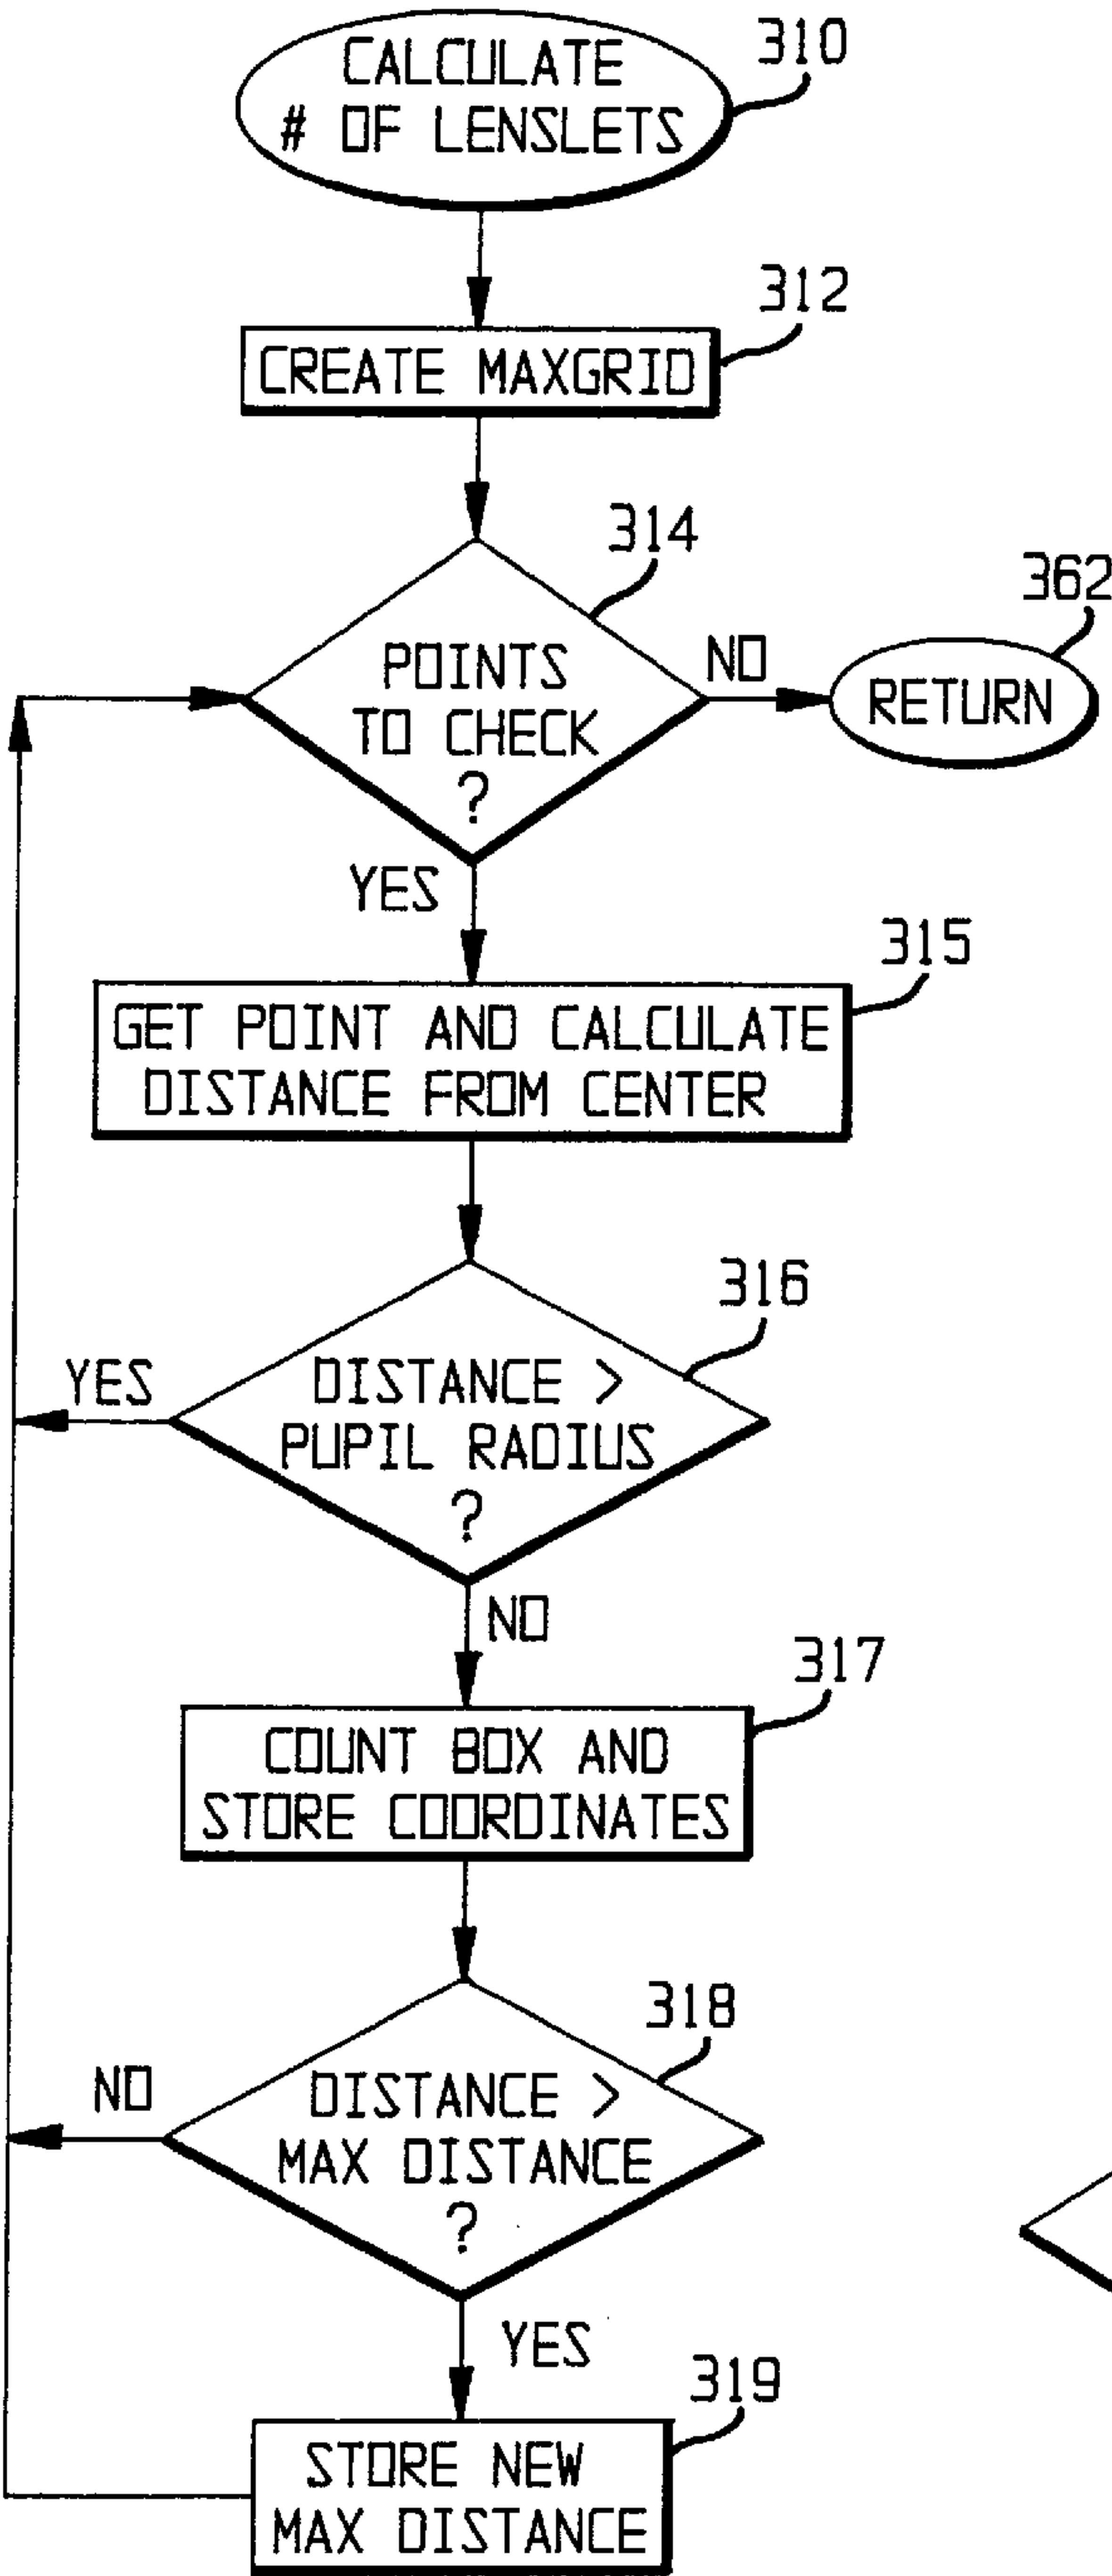 310
CALCULATE
# OF LENSLETS
312
CREATE MAXGRID
314
362
POINTS
TO CHECK
?
NO
RETURN
YES
315
GET POINT AND CALCULATE
DISTANCE FROM CENTER
316
YES
DISTANCE >
PUPIL RADIUS
?
NO
317
COUNT BOX AND
STORE COORDINATES
318
NO
DISTANCE >
MAX DISTANCE
?
YES
319
STORE NEW
MAX DISTANCE